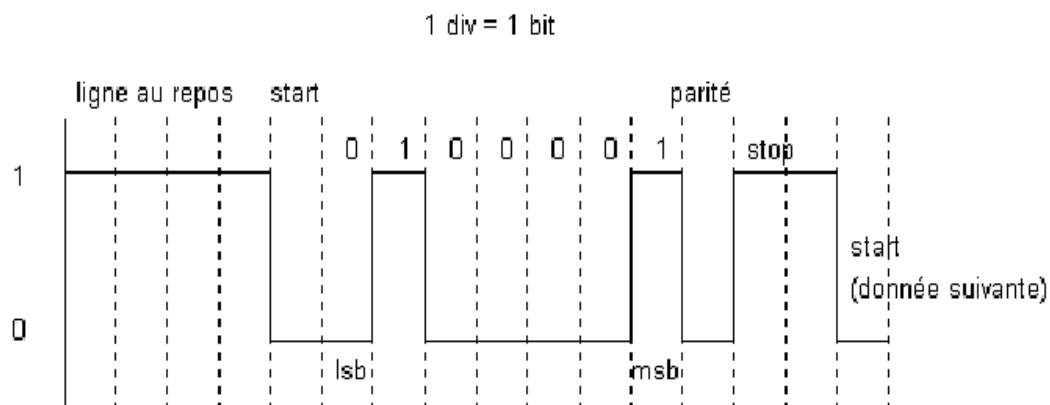 1 div = 1 bit
ligne au repos start parité
0 1 0 0 0 0 1 stop
1
start
(donnée suivante)
0
lsb msb